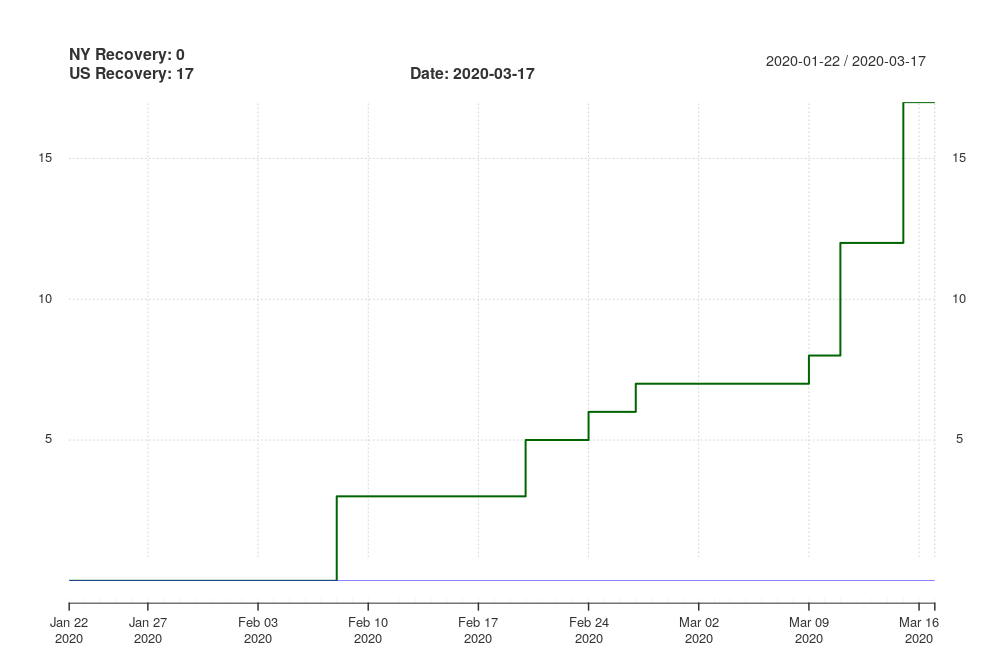 NY Recovery: 0
US Recovery: 17
Date: 2020-03-17
2020-01-22 / 2020-03-17
15
15
10
10
5
5
Jan 22
2020
Jan 27
2020
Feb 03
2020
Feb 10
2020
Feb 17
2020
Feb 24
2020
Mar 02
2020
Mar 09
2020
Mar 16
2020